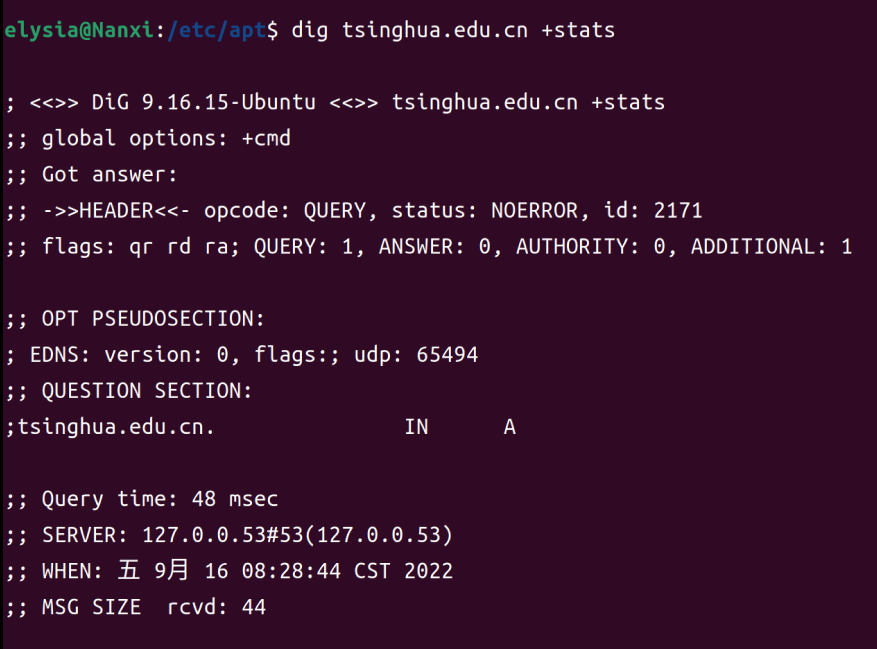 elysia@Nanxi:/etc/apt$ dig tsinghua.edu.cn +stats
; <<>> DiG 9.16.15-Ubuntu <<>> tsinghua.edu.cn +stats
;; global options: +cmd
;; Got answer:
;; ->>HEADER<<- opcode: QUERY, status: NOERROR, id: 2171
;; flags: qr rd ra; QUERY: 1, ANSWER: 0, AUTHORITY: 0, ADDITIONAL: 1
;; OPT PSEUDOSECTION:
; EDNS: version: 0, flags:; udp: 65494
;; QUESTION SECTION:
;tsinghua.edu.cn. IN A
;; Query time: 48 msec
;; SERVER: 127.0.0.53#53(127.0.0.53)
;; WHEN: 五 9月 16 08:28:44 CST 2022
;; MSG SIZE rcvd: 44